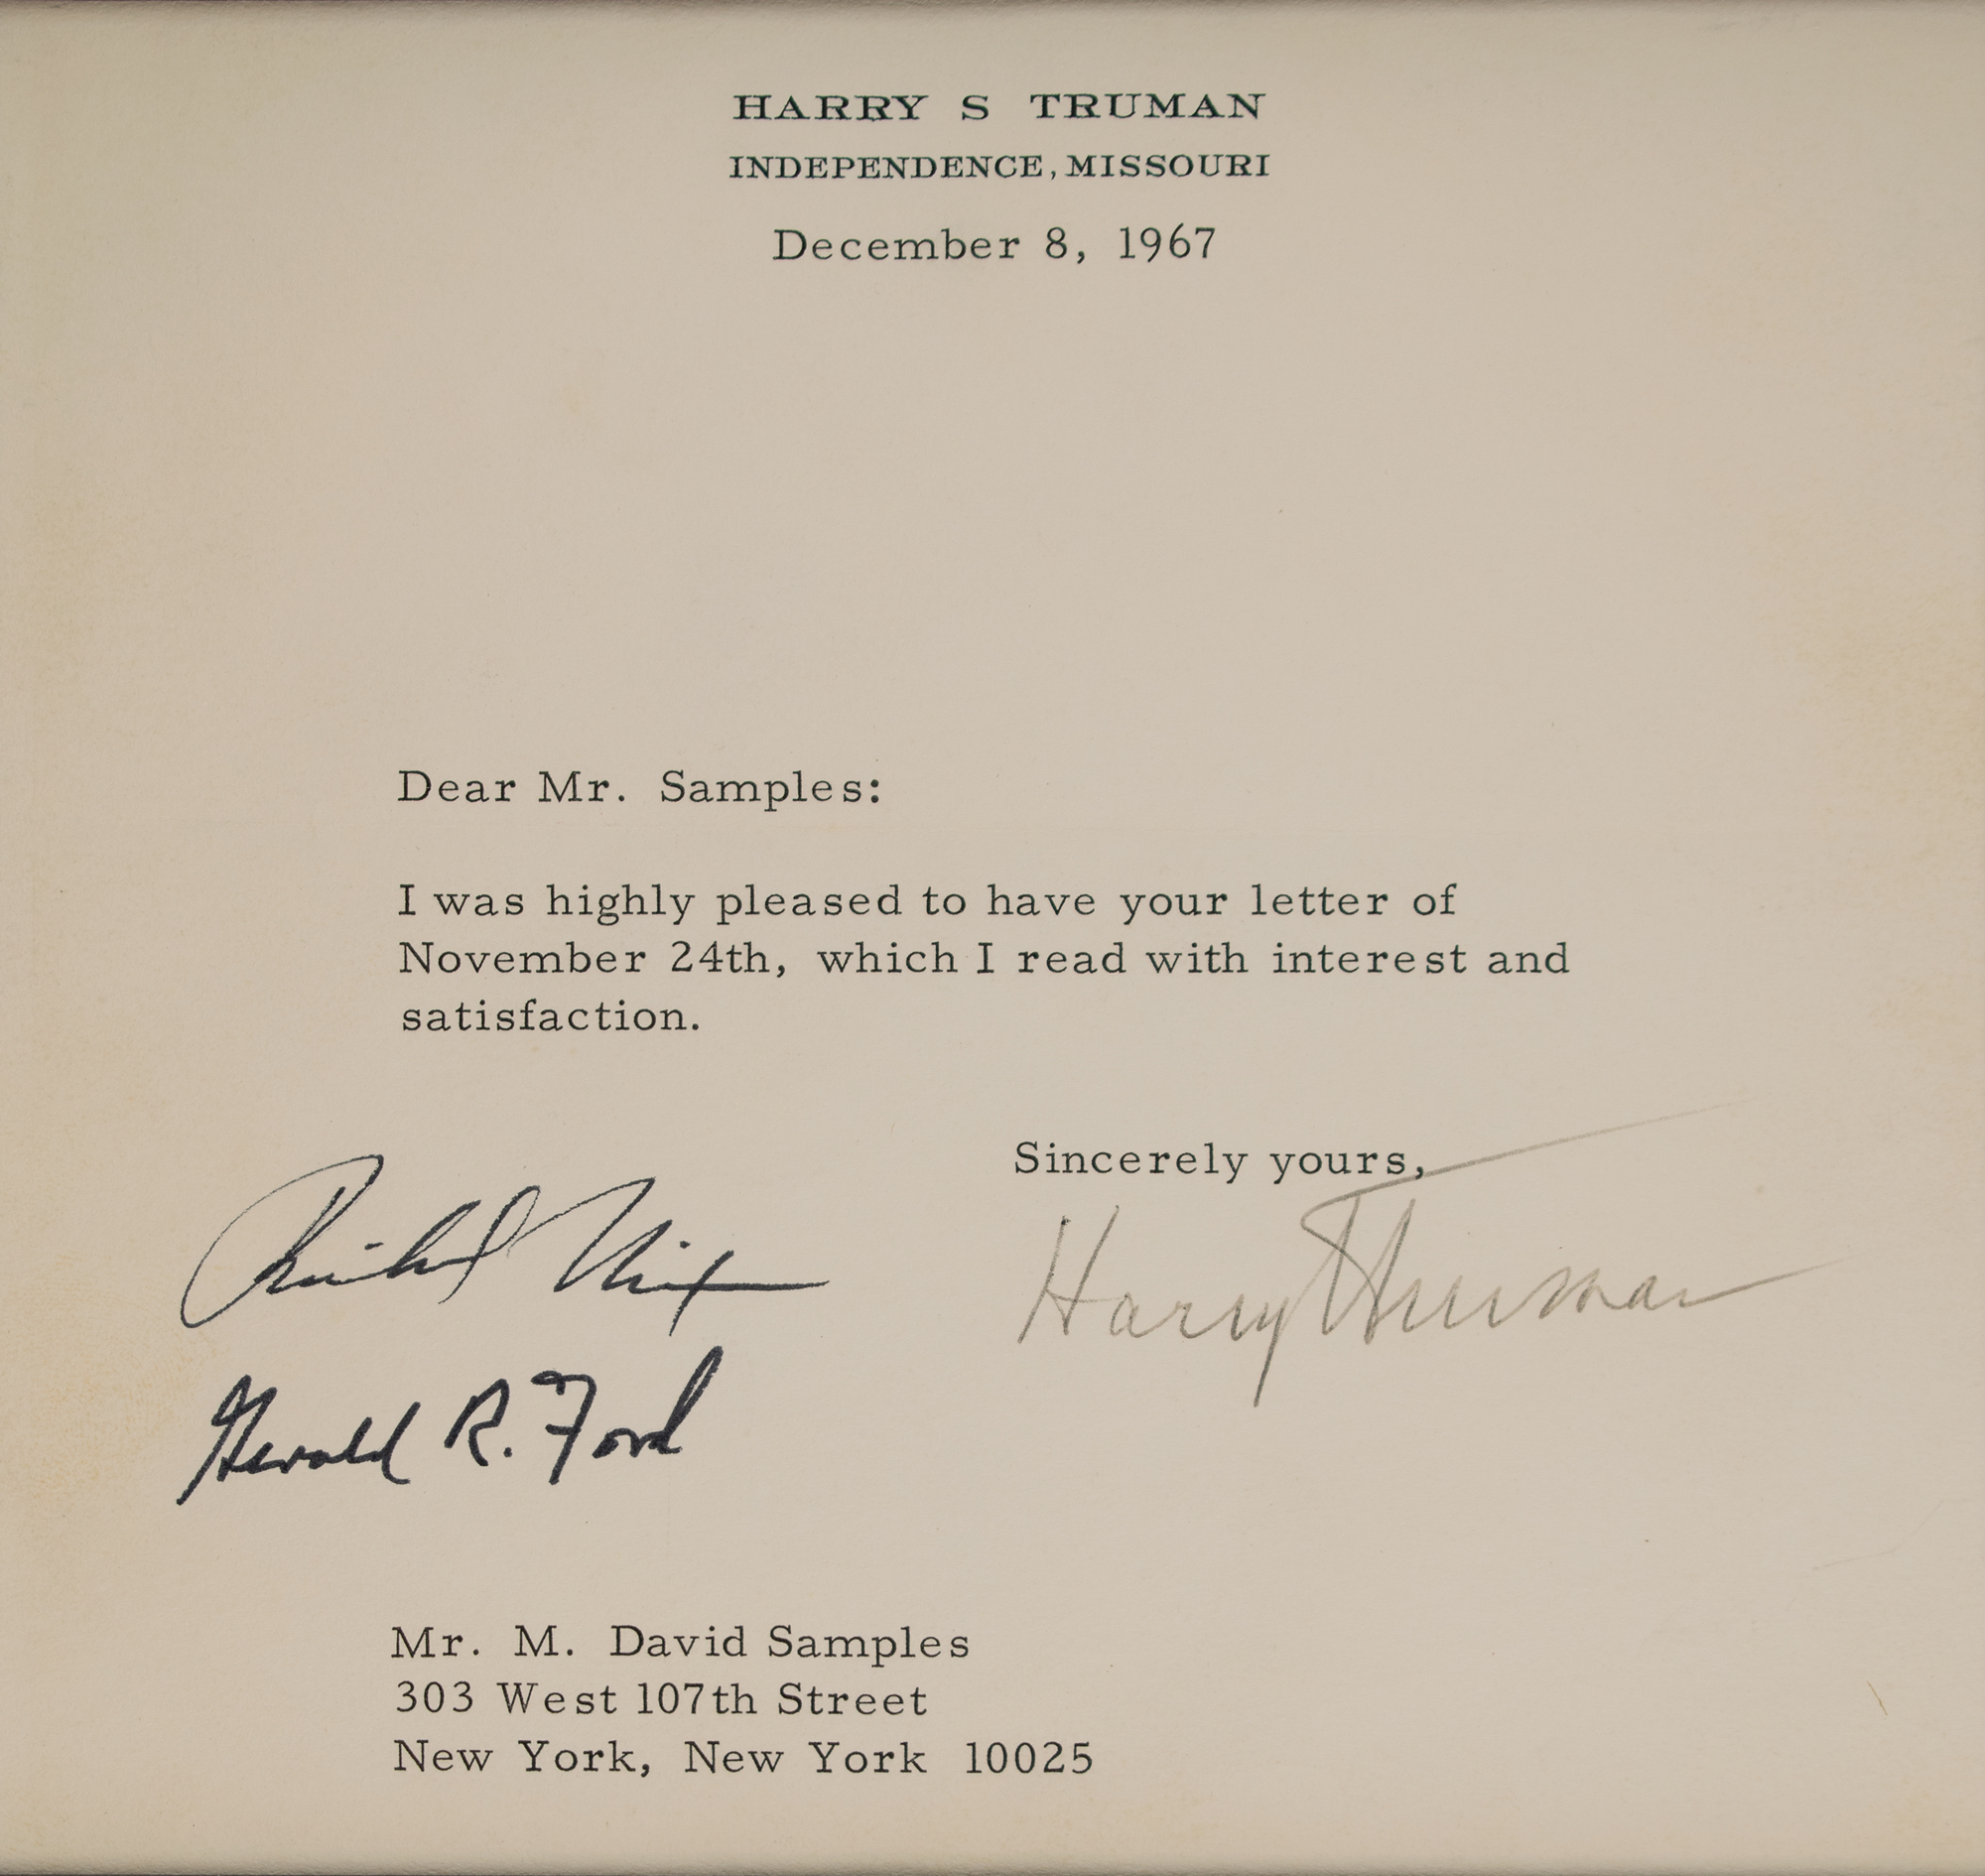 HARRY S TRUMAN
INDEPENDENCE, MISSOURI
December 8, 1967
Dear Mr. Samples:
I was highly pleased to have your letter of
November 24th, which I read with interest and
satisfaction.
Sincerely yours,
Richard Nixon
Harry Truman
Gerald R. Ford
Mr. M. David Samples
303 West 107th Street
New York, New York 10025